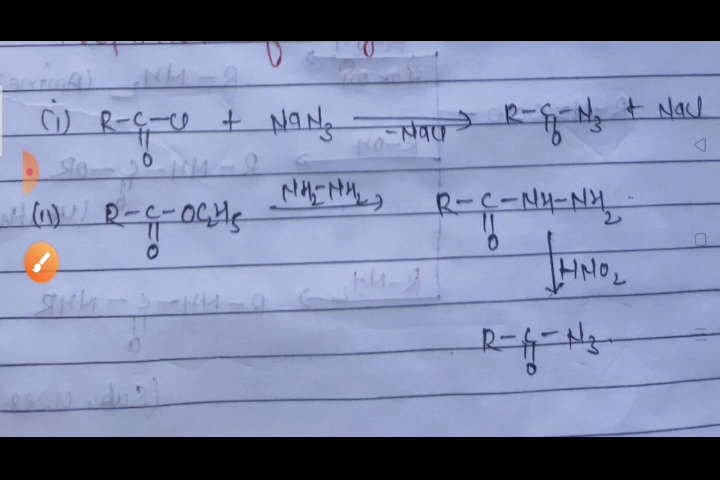 (i) R-C-Cl + NaN3 → R-C-N3 + NaCl
-NaCl
O O
(ii) R-C-OC2H5 NH2-NH2 → R-C-NH-NH2
O O
HNO2
R-C-N3.
O